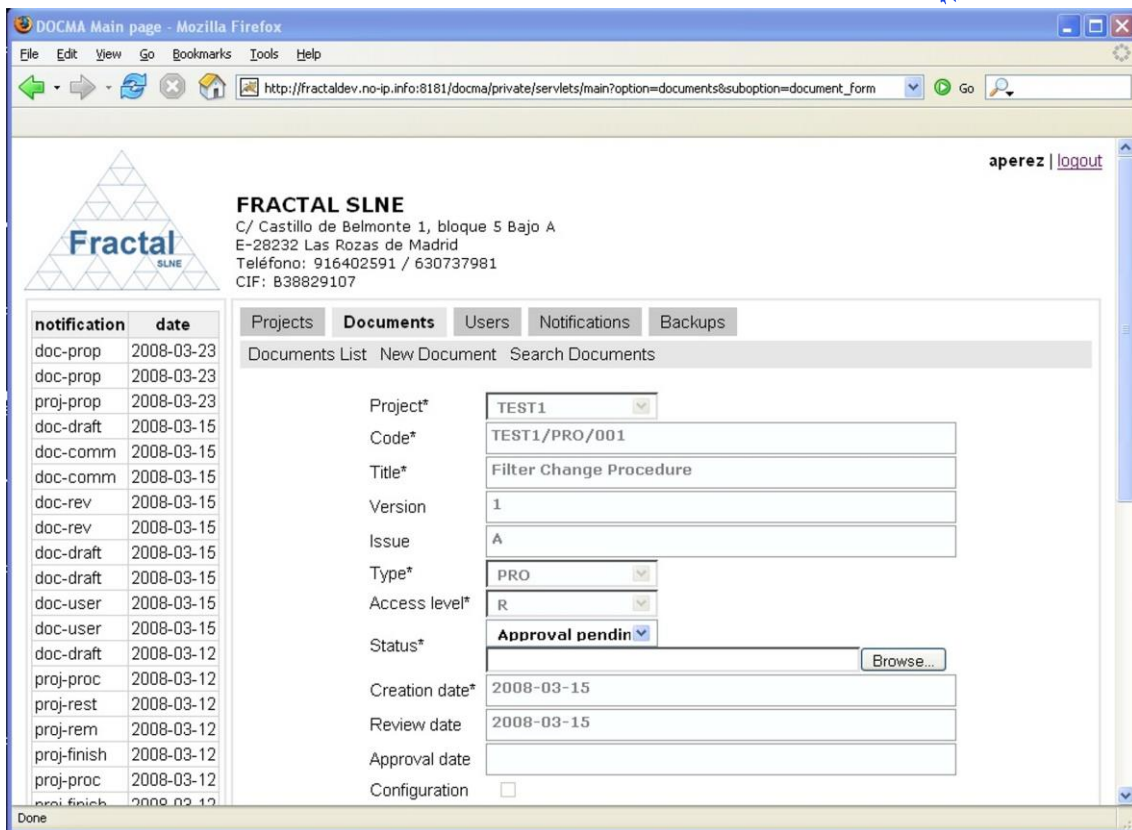 DOCMA Main page - Mozilla Firefox
File Edit View Go Bookmarks Tools Help
http://fractaldev.no-ip.info:8181/docma/private/servlets/main?option=documents&suboption=document_form Go
aperez | logout
Fractal
SLNE
FRACTAL SLNE
C/ Castillo de Belmonte 1, bloque 5 Bajo A
E-28232 Las Rozas de Madrid
Teléfono: 916402591 / 630737981
CIF: B38829107
notification date
doc-prop 2008-03-23
doc-prop 2008-03-23
proj-prop 2008-03-23
doc-draft 2008-03-15
doc-comm 2008-03-15
doc-comm 2008-03-15
doc-rev 2008-03-15
doc-rev 2008-03-15
doc-draft 2008-03-15
doc-draft 2008-03-15
doc-user 2008-03-15
doc-user 2008-03-15
doc-draft 2008-03-12
proj-proc 2008-03-12
proj-rest 2008-03-12
proj-rem 2008-03-12
proj-finish 2008-03-12
proj-proc 2008-03-12
proj-finish 2008-03-12
Projects Documents Users Notifications Backups
Documents List New Document Search Documents
Project* TEST1
Code* TEST1/PRO/001
Title* Filter Change Procedure
Version 1
Issue A
Type* PRO
Access level* R
Status* Approval pendin
Browse...
Creation date* 2008-03-15
Review date 2008-03-15
Approval date
Configuration
Done